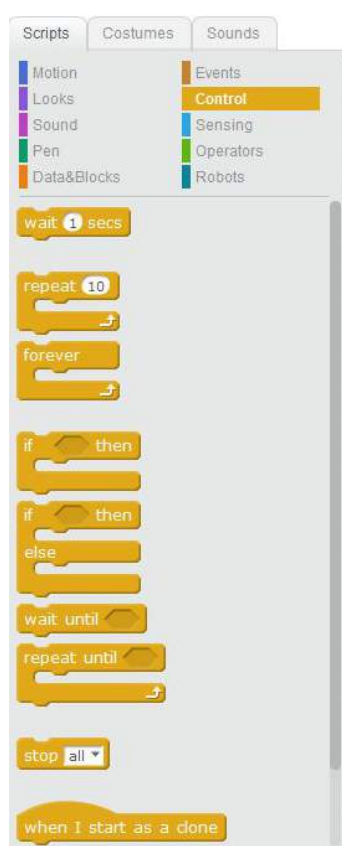 Scripts Costumes Sounds
Motion Events
Looks Control
Sound Sensing
Pen Operators
Data&Blocks Robots
wait 1 secs
repeat 10
forever
if then
if then
else
wait until
repeat until
stop all
when I start as a clone